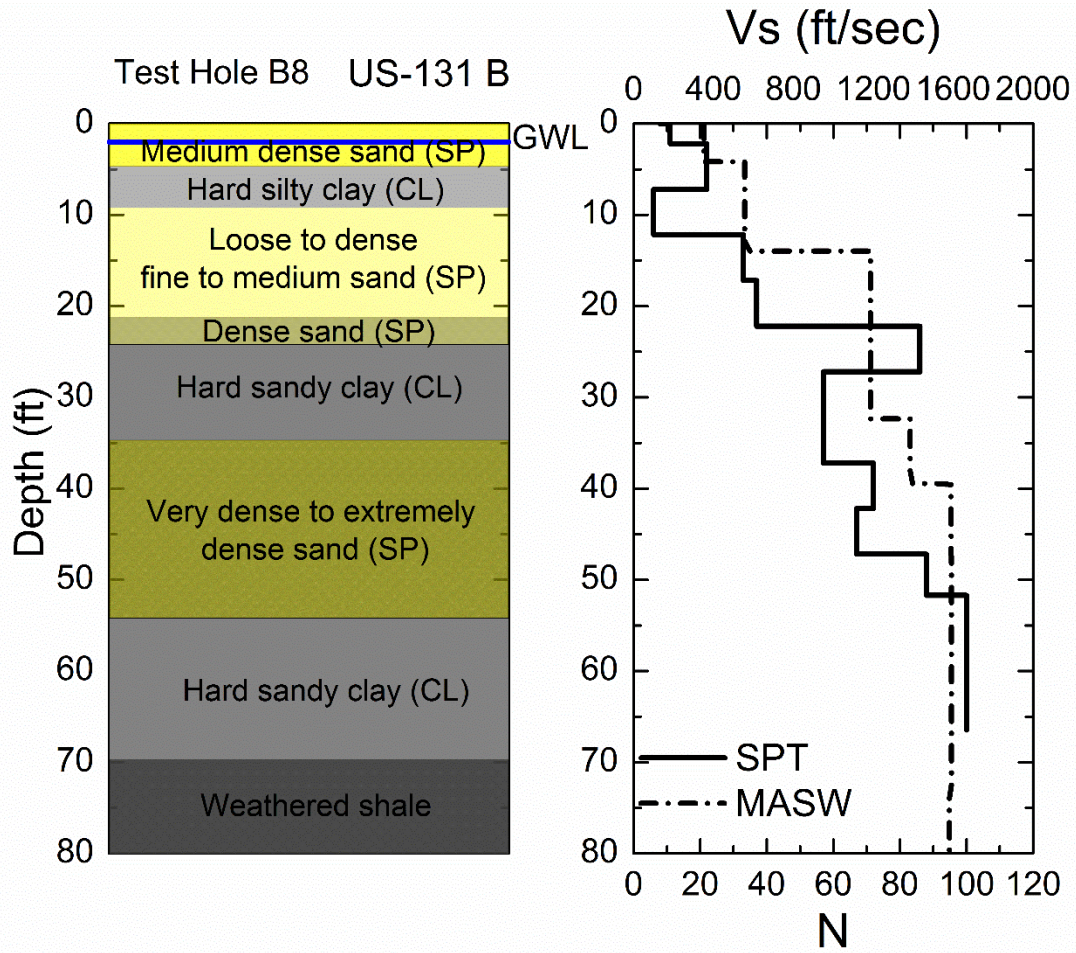 Test Hole B8 US-131 B
GWL
Medium dense sand (SP)
Hard silty clay (CL)
Loose to dense
fine to medium sand (SP)
Dense sand (SP)
Hard sandy clay (CL)
Very dense to extremely
dense sand (SP)
Hard sandy clay (CL)
Weathered shale
Depth (ft)
0
10
20
30
40
50
60
70
80
Vs (ft/sec)
0 400 800 1200 1600 2000
0
10
20
30
40
50
60
70
80
SPT
MASW
0 20 40 60 80 100 120
N